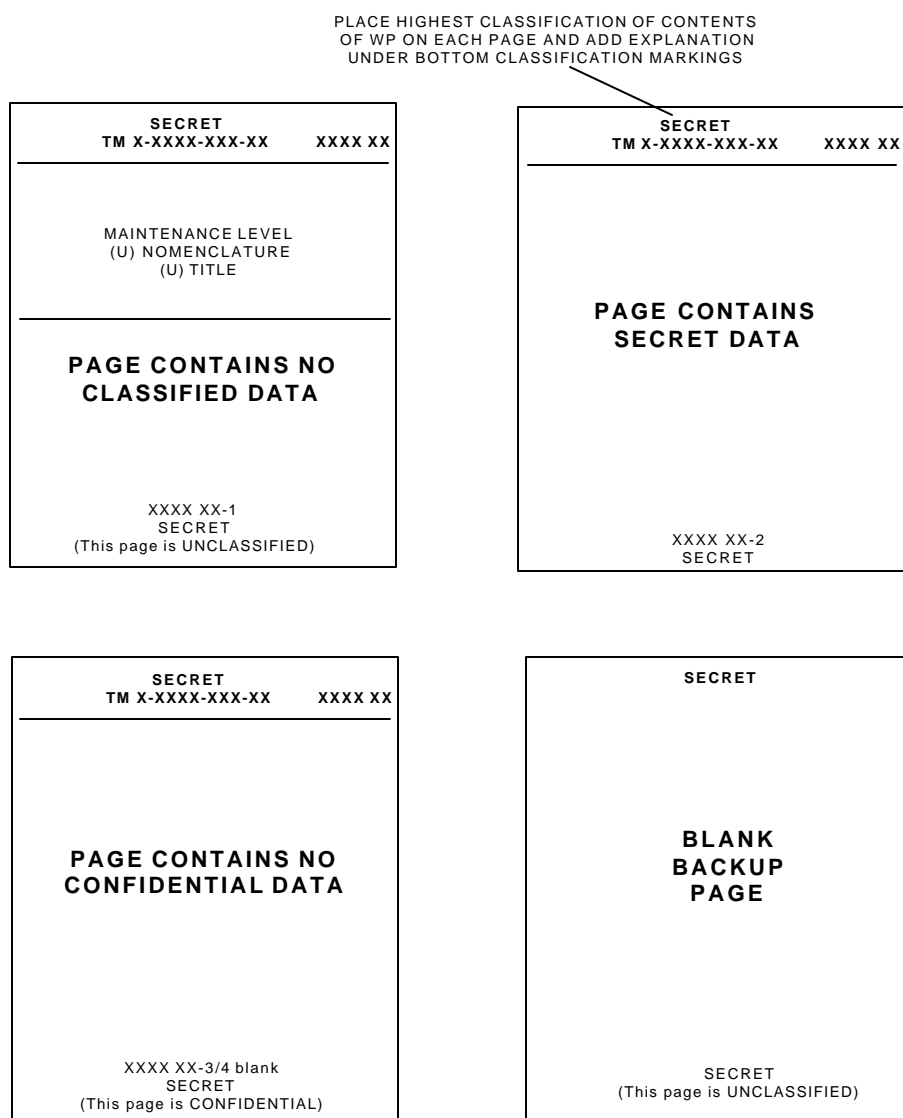 PLACE HIGHEST CLASSIFICATION OF CONTENTS
OF WP ON EACH PAGE AND ADD EXPLANATION
UNDER BOTTOM CLASSIFICATION MARKINGS
SECRET
TM X-XXXX-XXX-XX XXXX XX
MAINTENANCE LEVEL
(U) NOMENCLATURE
(U) TITLE
PAGE CONTAINS NO
CLASSIFIED DATA
XXXX XX-1
SECRET
(This page is UNCLASSIFIED)
SECRET
TM X-XXXX-XXX-XX XXXX XX
PAGE CONTAINS
SECRET DATA
XXXX XX-2
SECRET
SECRET
TM X-XXXX-XXX-XX XXXX XX
PAGE CONTAINS NO
CONFIDENTIAL DATA
XXXX XX-3/4 blank
SECRET
(This page is CONFIDENTIAL)
SECRET
BLANK
BACKUP
PAGE
SECRET
(This page is UNCLASSIFIED)